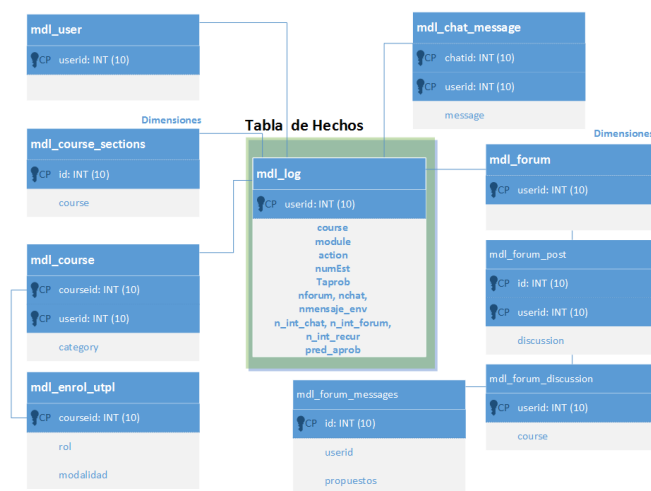 mdl_user
CP userid: INT (10)
mdl_chat_message
CP chatid: INT (10)
CP userid: INT (10)
message
Dimensiones
mdl_course_sections
CP id: INT (10)
course
Tabla de Hechos
mdl_log
CP userid: INT (10)
course
module
action
numEst
Taprob
nforum, nchat,
nmensaje_env
n_int_chat, n_int_forum,
n_int_recur
pred_aprob
Dimensiones
mdl_forum
CP userid: INT (10)
mdl_forum_post
CP id: INT (10)
CP userid: INT (10)
discussion
mdl_course
CP courseid: INT (10)
CP userid: INT (10)
category
mdl_enrol_utpl
CP courseid: INT (10)
rol
modalidad
mdl_forum_messages
CP id: INT (10)
userid
propuestos
mdl_forum_discussion
CP userid: INT (10)
course